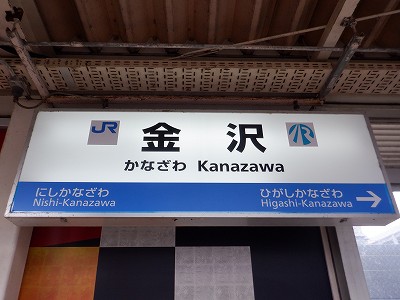 JR 金沢 IR
かなざわ Kanazawa
にしかなざわ ひがしかなざわ
Nishi-Kanazawa Higashi-Kanazawa